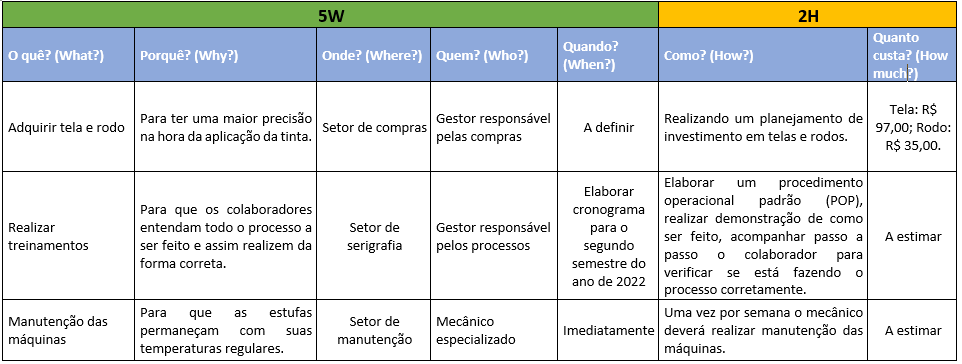 5W
2H
O quê? (What?)
Porquê? (Why?)
Onde? (Where?)
Quem? (Who?)
Quando?
(When?)
Como? (How?)
Quanto
custa? (How
much?)
Adquirir tela e rodo
Para ter uma maior precisão
na hora da aplicação da tinta.
Setor de compras
Gestor responsável
pelas compras
A definir
Realizando um planejamento de
investimento em telas e rodos.
Tela: R$
97,00; Rodo:
R$ 35,00.
Realizar
treinamentos
Para que os colaboradores
entendam todo o processo a
ser feito e assim realizem da
forma correta.
Setor de
serigrafia
Gestor responsável
pelos processos
Elaborar
cronograma
para o
segundo
semestre do
ano de 2022
Elaborar um procedimento
operacional padrão (POP),
realizar demonstração de como
ser feito, acompanhar passo a
passo o colaborador para
verificar se está fazendo o
processo corretamente.
A estimar
Manutenção das
máquinas
Para que as estufas
permaneçam com suas
temperaturas regulares.
Setor de
manutenção
Mecânico
especializado
Imediatamente
Uma vez por semana o mecânico
deverá realizar manutenção das
máquinas.
A estimar